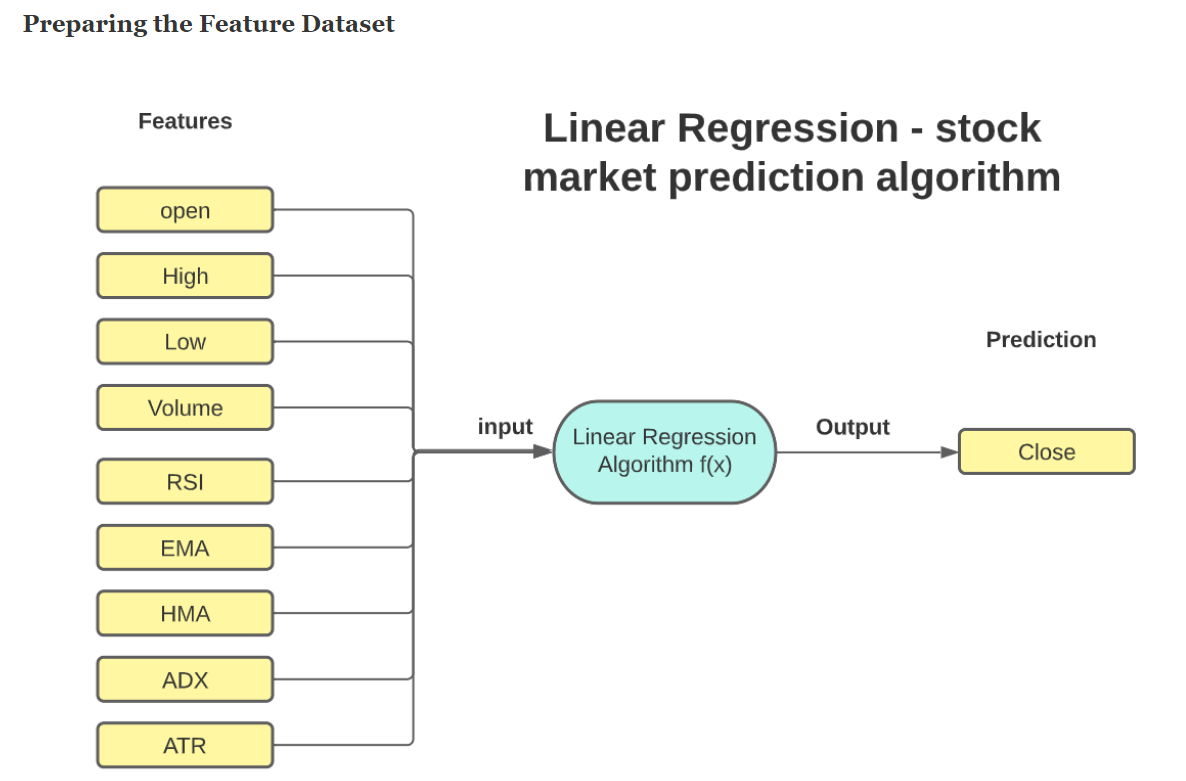 Preparing the Feature Dataset
Features
Linear Regression - stock
market prediction algorithm
open
High
Low
Volume
RSI
EMA
HMA
ADX
ATR
input
Linear Regression
Algorithm f(x)
Output
Prediction
Close